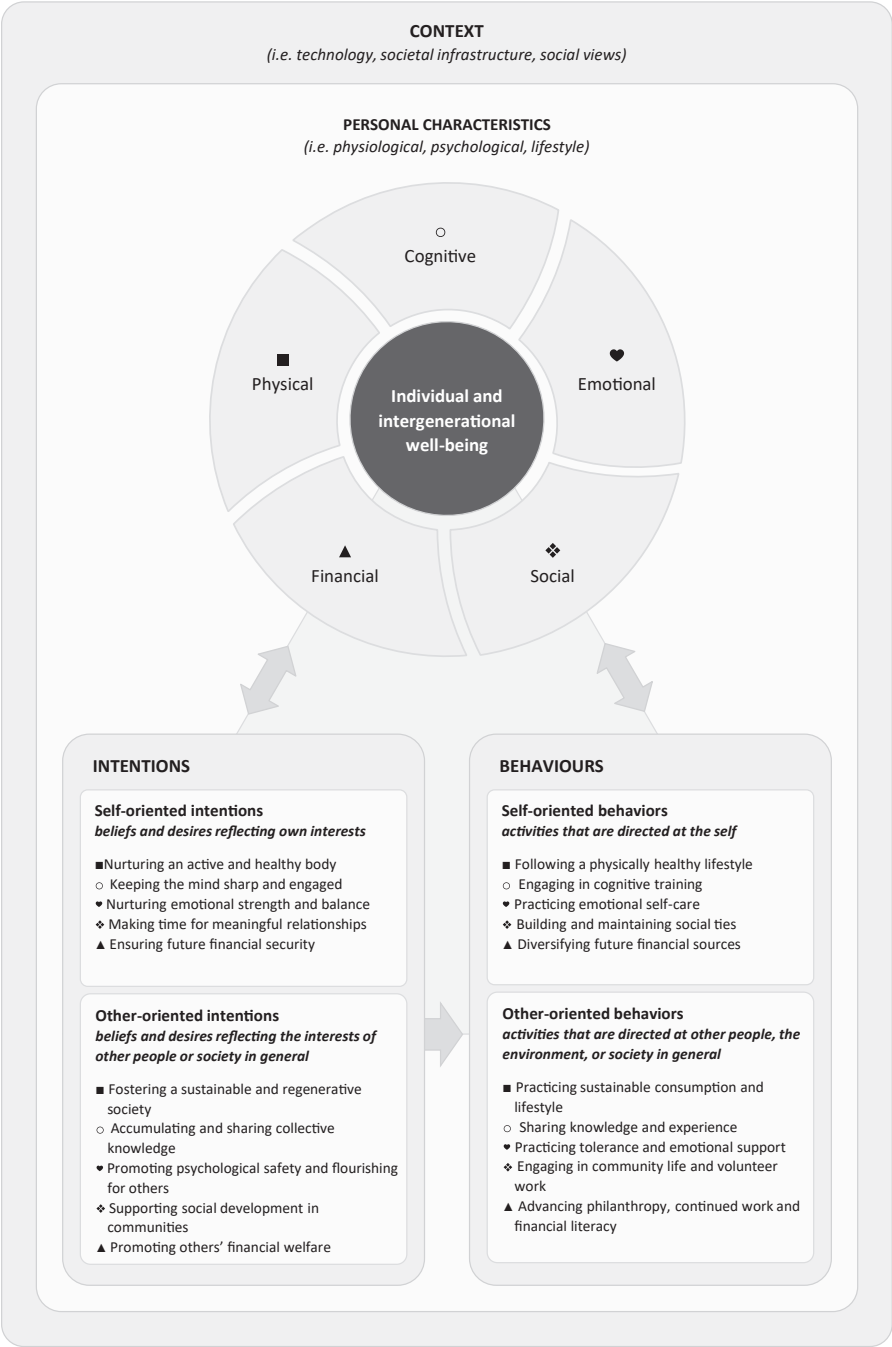 CONTEXT
(i.e. technology, societal infrastructure, social views)
PERSONAL CHARACTERISTICS
(i.e. physiological, psychological, lifestyle)
○
Cognitive
■
Physical
♥
Emotional
Individual and
intergenerational
well-being
▲
Financial
❖
Social
INTENTIONS
Self-oriented intentions
beliefs and desires reflecting own interests
■Nurturing an active and healthy body
○ Keeping the mind sharp and engaged
♥ Nurturing emotional strength and balance
❖ Making time for meaningful relationships
▲ Ensuring future financial security
Other-oriented intentions
beliefs and desires reflecting the interests of
other people or society in general
■ Fostering a sustainable and regenerative
society
○ Accumulating and sharing collective
knowledge
♥ Promoting psychological safety and flourishing
for others
❖ Supporting social development in
communities
▲ Promoting others’ financial welfare
BEHAVIOURS
Self-oriented behaviors
activities that are directed at the self
■ Following a physically healthy lifestyle
○ Engaging in cognitive training
♥ Practicing emotional self-care
❖ Building and maintaining social ties
▲ Diversifying future financial sources
Other-oriented behaviors
activities that are directed at other people, the
environment, or society in general
■ Practicing sustainable consumption and
lifestyle
○ Sharing knowledge and experience
♥ Practicing tolerance and emotional support
❖ Engaging in community life and volunteer
work
▲ Advancing philanthropy, continued work and
financial literacy